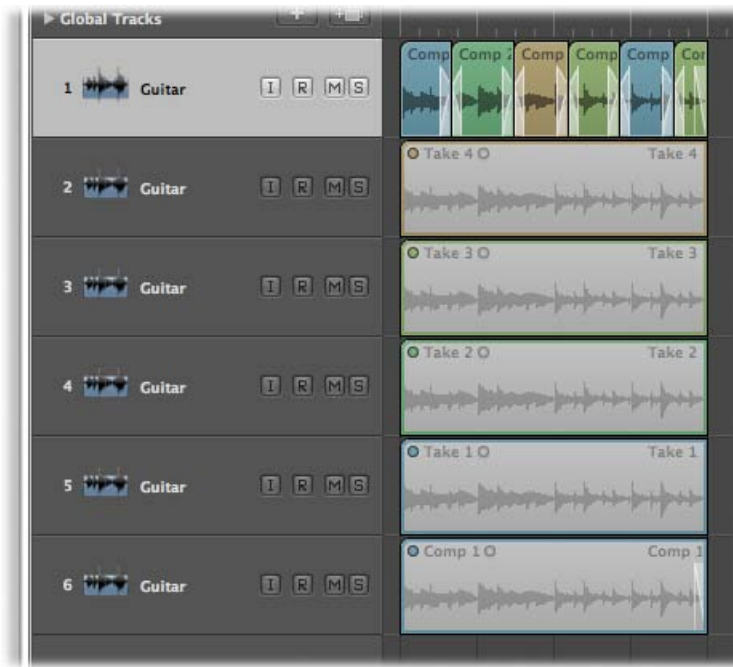 Global Tracks
Comp Comp 2 Comp Comp Comp Cor
1 Guitar I R M S
Take 4 Take 4
2 Guitar I R M S
Take 3 Take 3
3 Guitar I R M S
Take 2 Take 2
4 Guitar I R M S
Take 1 Take 1
5 Guitar I R M S
Comp 1 Comp 1
6 Guitar I R M S